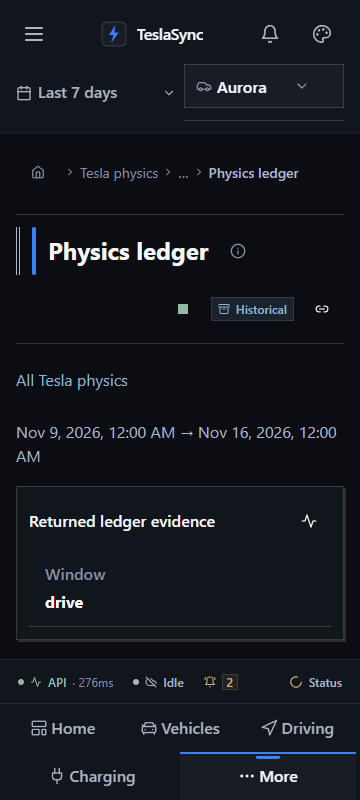 TeslaSync
Last 7 days
Aurora
Tesla physics
...
Physics ledger
Physics ledger
Historical
All Tesla physics
Nov 9, 2026, 12:00 AM → Nov 16, 2026, 12:00
AM
Returned ledger evidence
Window
drive
API · 276ms
Idle
2
Status
Home
Vehicles
Driving
Charging
More